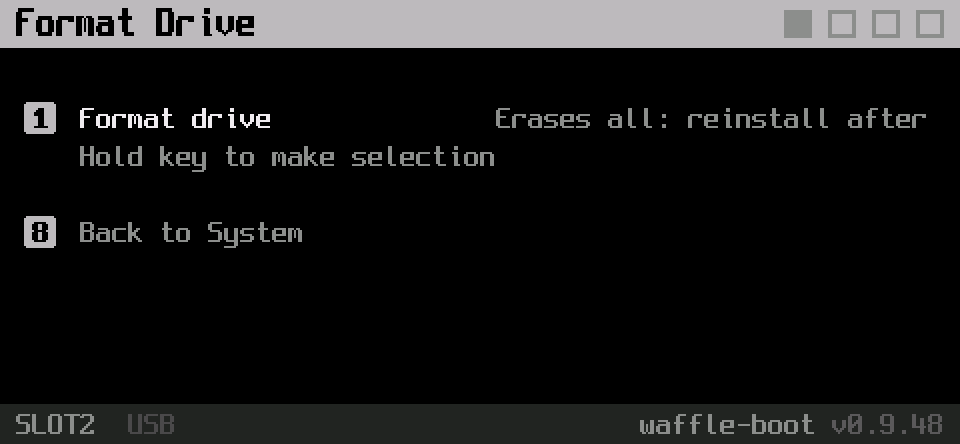 Format Drive
1 Format drive Erases all: reinstall after
Hold key to make selection
8 Back to System
SLOT2 USB waffle-boot v0.9.48